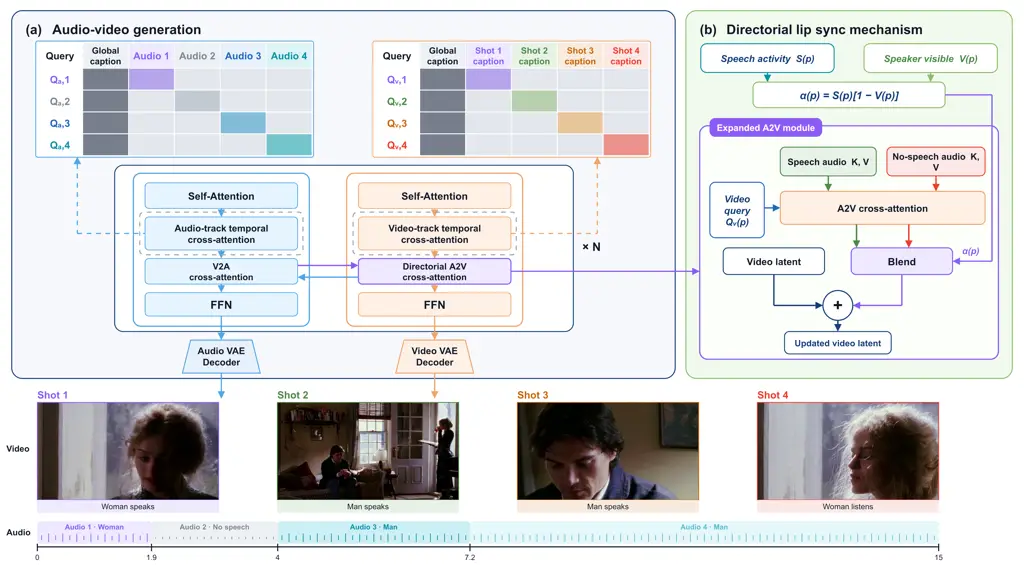 (a) Audio-video generation
Query
Global caption
Audio 1
Audio 2
Audio 3
Audio 4
Qₐ,1
Qₐ,2
Qₐ,3
Qₐ,4
Query
Global caption
Shot 1 caption
Shot 2 caption
Shot 3 caption
Shot 4 caption
Qᵥ,1
Qᵥ,2
Qᵥ,3
Qᵥ,4
Self-Attention
Audio-track temporal
cross-attention
V2A
cross-attention
FFN
Self-Attention
Video-track temporal
cross-attention
Directorial A2V
cross-attention
FFN
× N
Audio VAE
Decoder
Video VAE
Decoder
(b) Directorial lip sync mechanism
Speech activity S(p)
Speaker visible V(p)
α(p) = S(p)[1 − V(p)]
Expanded A2V module
Speech audio K, V
No-speech audio K,
V
Video
query
Qᵥ(p)
A2V cross-attention
Video latent
Blend
α(p)
+
Updated video latent
Shot 1
Shot 2
Shot 3
Shot 4
Video
Woman speaks
Man speaks
Man speaks
Woman listens
Audio
Audio 1 · Woman
Audio 2 · No speech
Audio 3 · Man
Audio 4 · Man
0
1.9
4
7.2
15